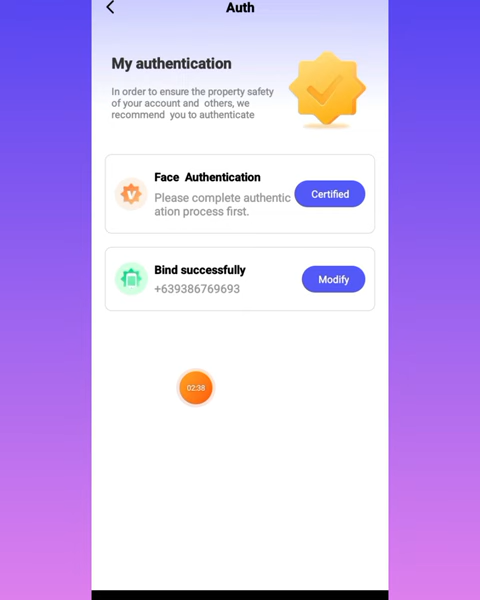 Auth
My authentication
In order to ensure the property safety
of your account and others, we
recommend you to authenticate
Face Authentication
Please complete authentic
ation process first.
Certified
Bind successfully
+639386769693
Modify
02:38